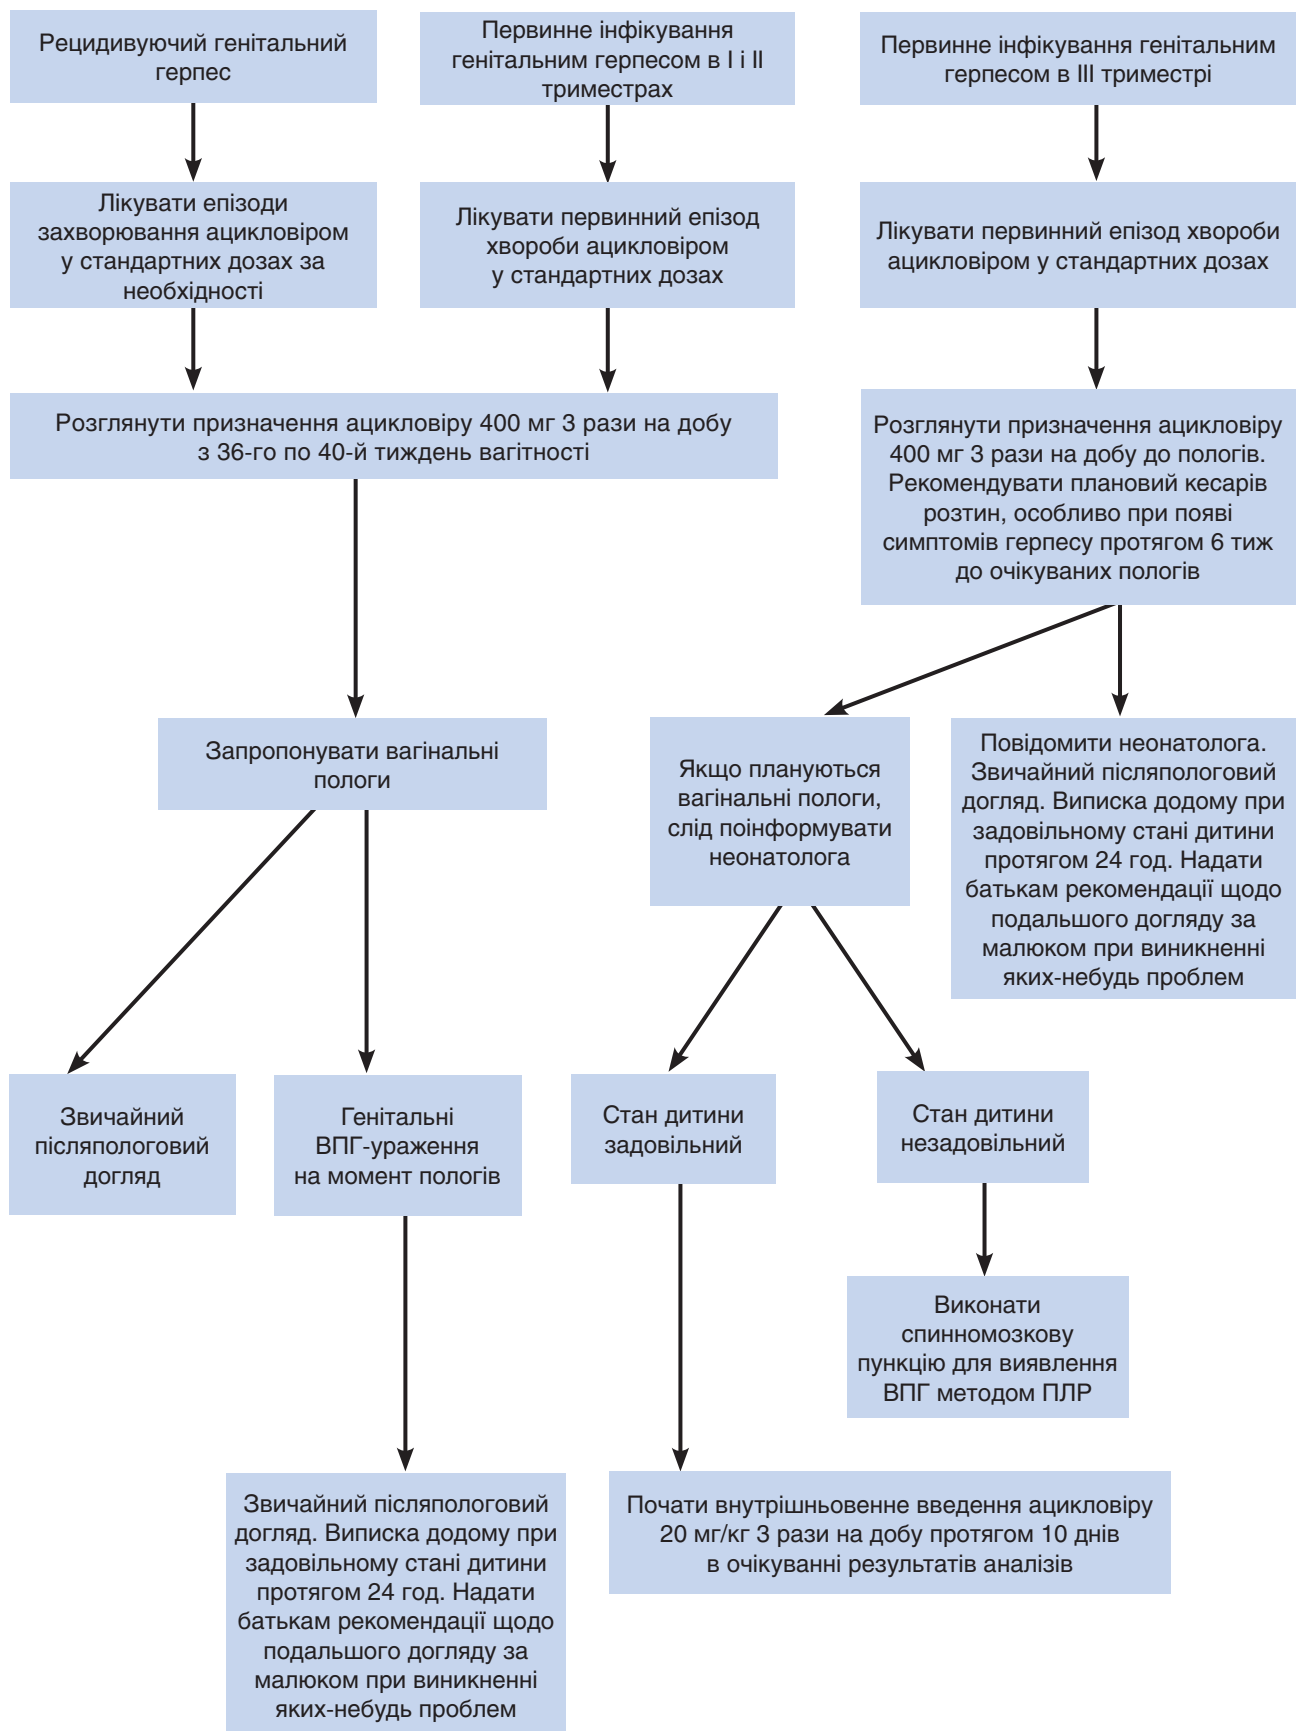 Рецидивуючий генітальний
герпес
Первинне інфікування
генітальним герпесом в I і II
триместрах
Первинне інфікування генітальним
герпесом в III триместрі
Лікувати епізоди
захворювання ацикловіром
у стандартних дозах за
необхідності
Лікувати первинний епізод
хвороби ацикловіром
у стандартних дозах
Лікувати первинний епізод хвороби
ацикловіром у стандартних дозах
Розглянути призначення ацикловіру 400 мг 3 рази на добу
з 36-го по 40-й тиждень вагітності
Розглянути призначення ацикловіру
400 мг 3 рази на добу до пологів.
Рекомендувати плановий кесарів
розтин, особливо при появі
симптомів герпесу протягом 6 тиж
до очікуваних пологів
Запропонувати вагінальні
пологи
Якщо плануються
вагінальні пологи,
слід поінформувати
неонатолога
Повідомити неонатолога.
Звичайний післяпологовий
догляд. Виписка додому при
задовільному стані дитини
протягом 24 год. Надати
батькам рекомендації щодо
подальшого догляду за
малюком при виникненні
яких-небудь проблем
Звичайний
післяпологовий
догляд
Генітальні
ВПГ-ураження
на момент пологів
Стан дитини
задовільний
Стан дитини
незадовільний
Виконати
спинномозкову
пункцію для виявлення
ВПГ методом ПЛР
Звичайний післяпологовий
догляд. Виписка додому при
задовільному стані дитини
протягом 24 год. Надати
батькам рекомендації щодо
подальшого догляду за
малюком при виникненні
яких-небудь проблем
Почати внутрішньовенне введення ацикловіру
20 мг/кг 3 рази на добу протягом 10 днів
в очікуванні результатів аналізів